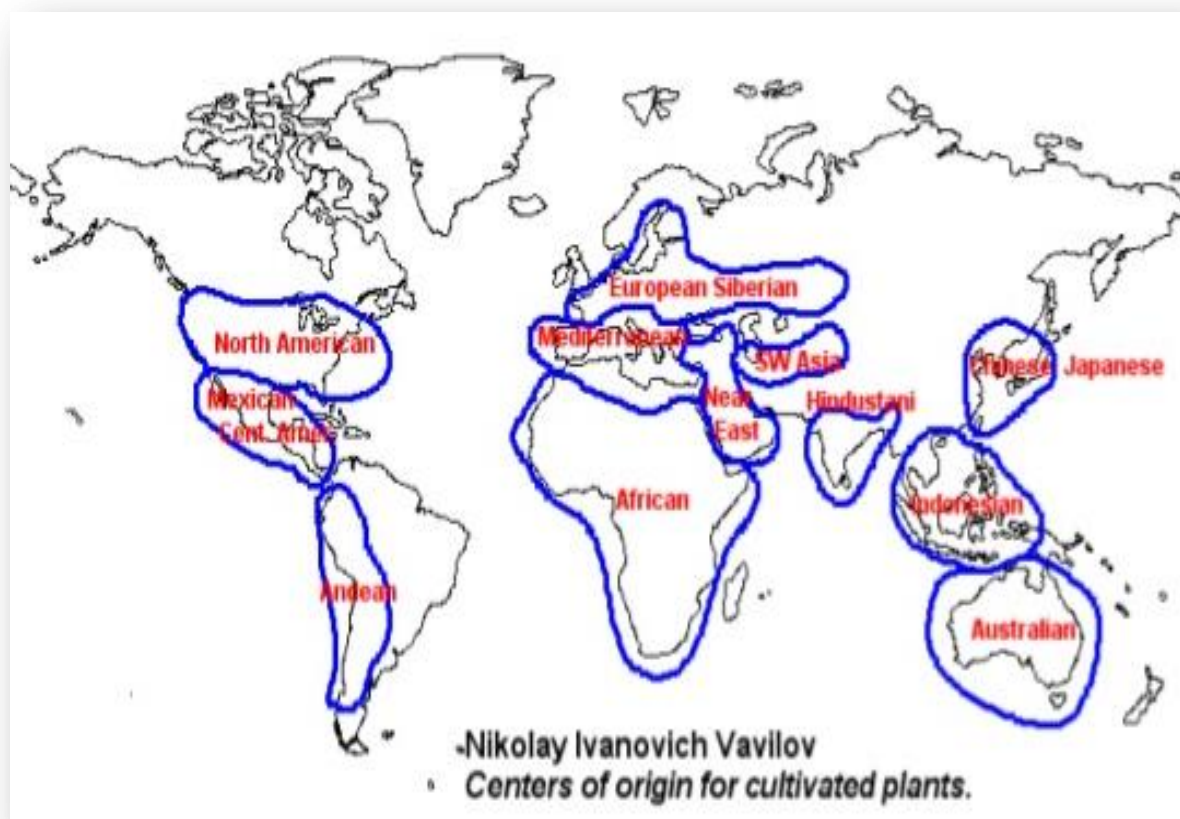 European Siberian
North American
Mediterranean
SW Asia
Chinese Japanese
Mexican
Cent. Amer
Near
East
Hindustani
African
Indonesian
Andean
Australian
-Nikolay Ivanovich Vavilov
Centers of origin for cultivated plants.